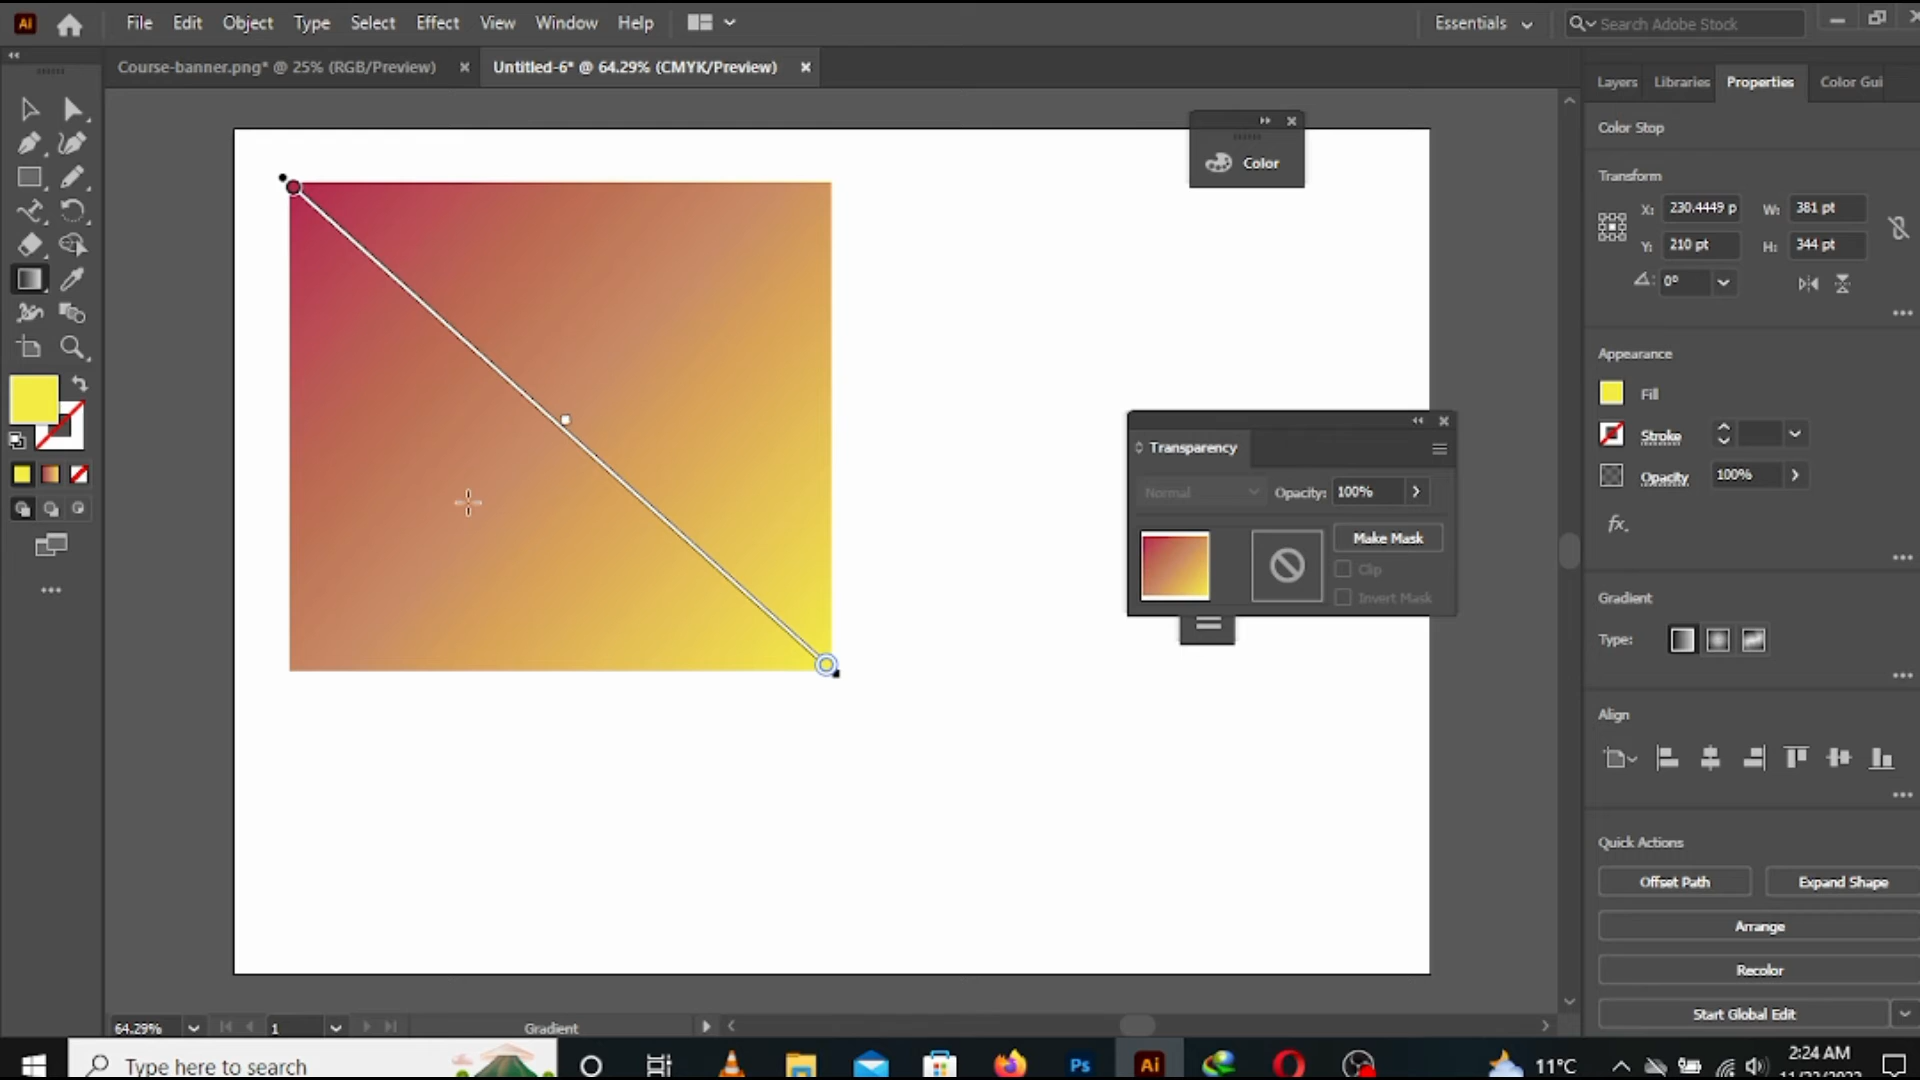 Ai File Edit Object Type Select Effect View Window Help Essentials Search Adobe Stock
Course-banner.png* @ 25% (RGB/Preview) Untitled-6* @ 64.29% (CMYK/Preview)
Layers Libraries Properties Color Gui
Color
Color Stop
Transform
X: 230.4449 p W: 381 pt
Y: 210 pt H: 344 pt
0°
Appearance
Fill
Stroke
Opacity 100%
fx.
Transparency
Normal Opacity: 100%
Make Mask
Clip
Invert Mask
Gradient
Type:
Align
Quick Actions
Offset Path Expand Shape
Arrange
Recolor
Start Global Edit
64.29% 1 Gradient
Type here to search Ps Ai 11°C 2:24 AM